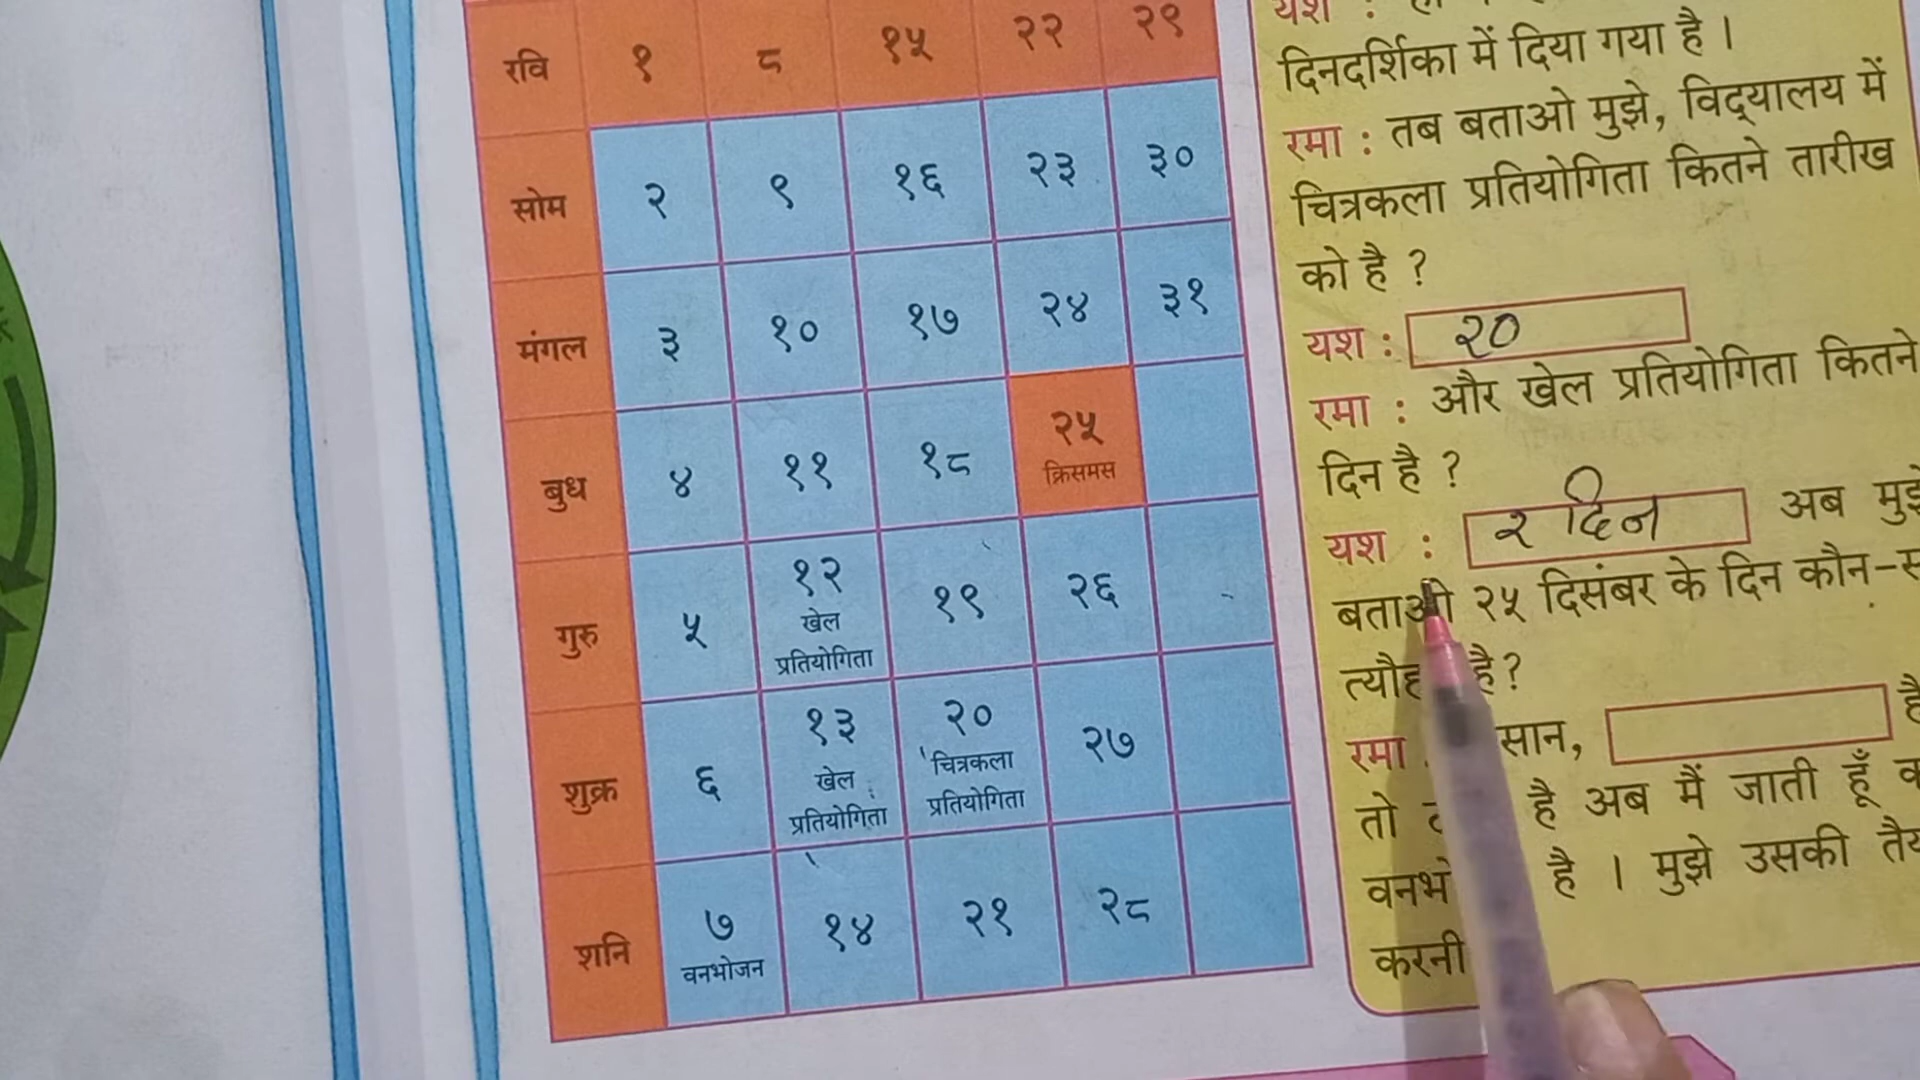 रवि १ ८ १५ २२ २९
सोम २ ९ १६ २३ ३०
मंगल ३ १० १७ २४ ३१
बुध ४ ११ १८ २५
क्रिसमस
गुरु ५ १२ १९ २६
खेल
प्रतियोगिता
शुक्र ६ १३ २० २७
खेल चित्रकला
प्रतियोगिता प्रतियोगिता
शनि ७ १४ २१ २८
वनभोजन
यश :
दिनदर्शिका में दिया गया है ।
रमा : तब बताओ मुझे, विद्‌यालय में
चित्रकला प्रतियोगिता कितने तारीख
को है ?
यश : २०
रमा : और खेल प्रतियोगिता कितने
दिन है ?
यश : २ दिन अब
बताओ २५ दिसंबर के दिन
है ?
रमा
तो है अब मैं जाती हूँ
है । मुझे उसकी
करनी